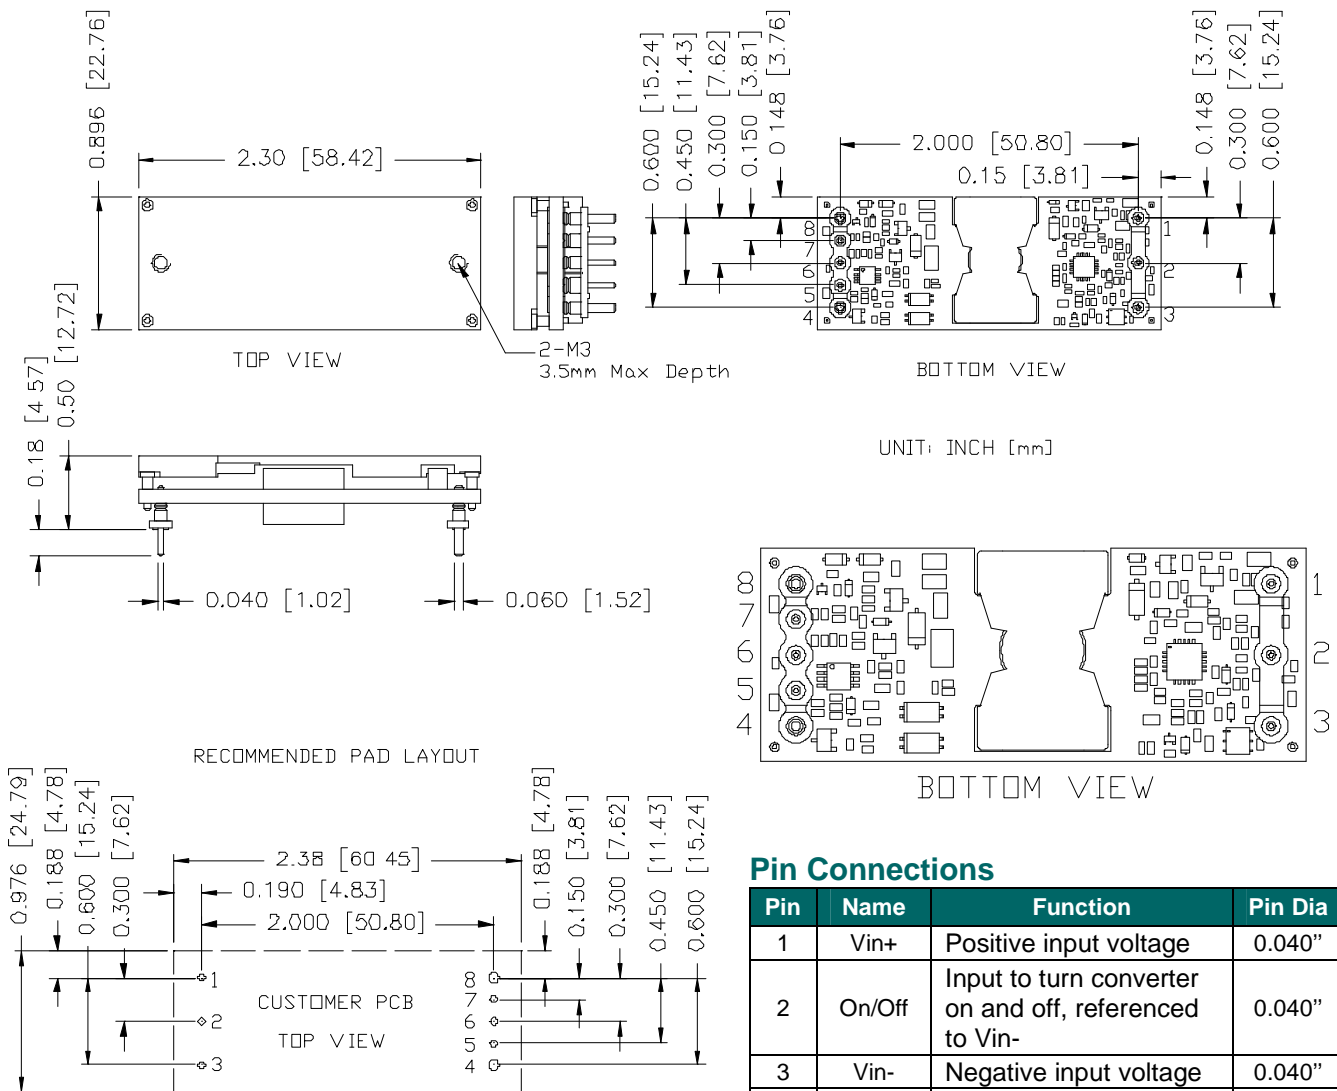 0.896 [22.76]
2.30 [58.42]
TOP VIEW
2-M3
3.5mm Max Depth
0.600 [15.24]
0.450 [11.43]
0.300 [7.62]
0.150 [3.81]
0.148 [3.76]
2.000 [50.80]
0.15 [3.81]
0.148 [3.76]
0.300 [7.62]
0.600 [15.24]
8
7
6
5
4
1
2
3
BOTTOM VIEW
0.18 [4 57]
0.50 [12.72]
0.040 [1.02]
0.060 [1.52]
UNIT: INCH [mm]
8
7
6
5
4
1
2
3
BOTTOM VIEW
RECOMMENDED PAD LAYOUT
0.976 [24.79]
0.188 [4.78]
0.600 [15.24]
0.300 [7.62]
2.38 [60 45]
0.190 [4.83]
2.000 [50.80]
0.188 [4.78]
0.150 [3.81]
0.300 [7.62]
0.450 [11.43]
0.600 [15.24]
1
2
3
CUSTOMER PCB
TOP VIEW
8
7
6
5
4
Pin Connections
Pin Name Function Pin Dia
1 Vin+ Positive input voltage 0.040”
2 On/Off Input to turn converter
on and off, referenced
to Vin- 0.040”
3 Vin- Negative input voltage 0.040”